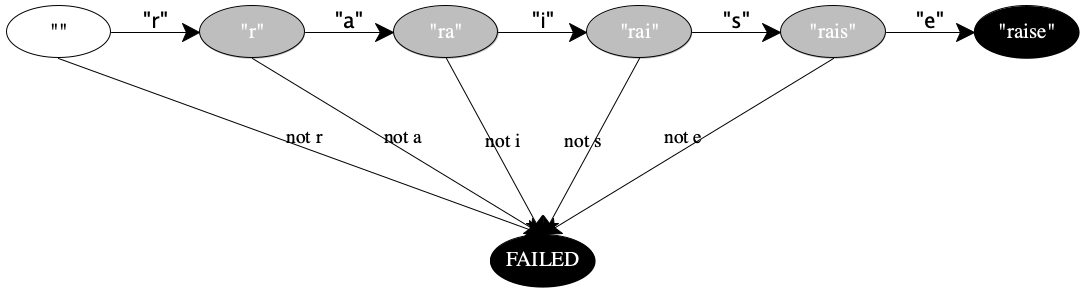 "r" "a" "i" "s" "e"
"" "r" "ra" "rai" "rais" "raise"
not r not a not i not s not e
FAILED